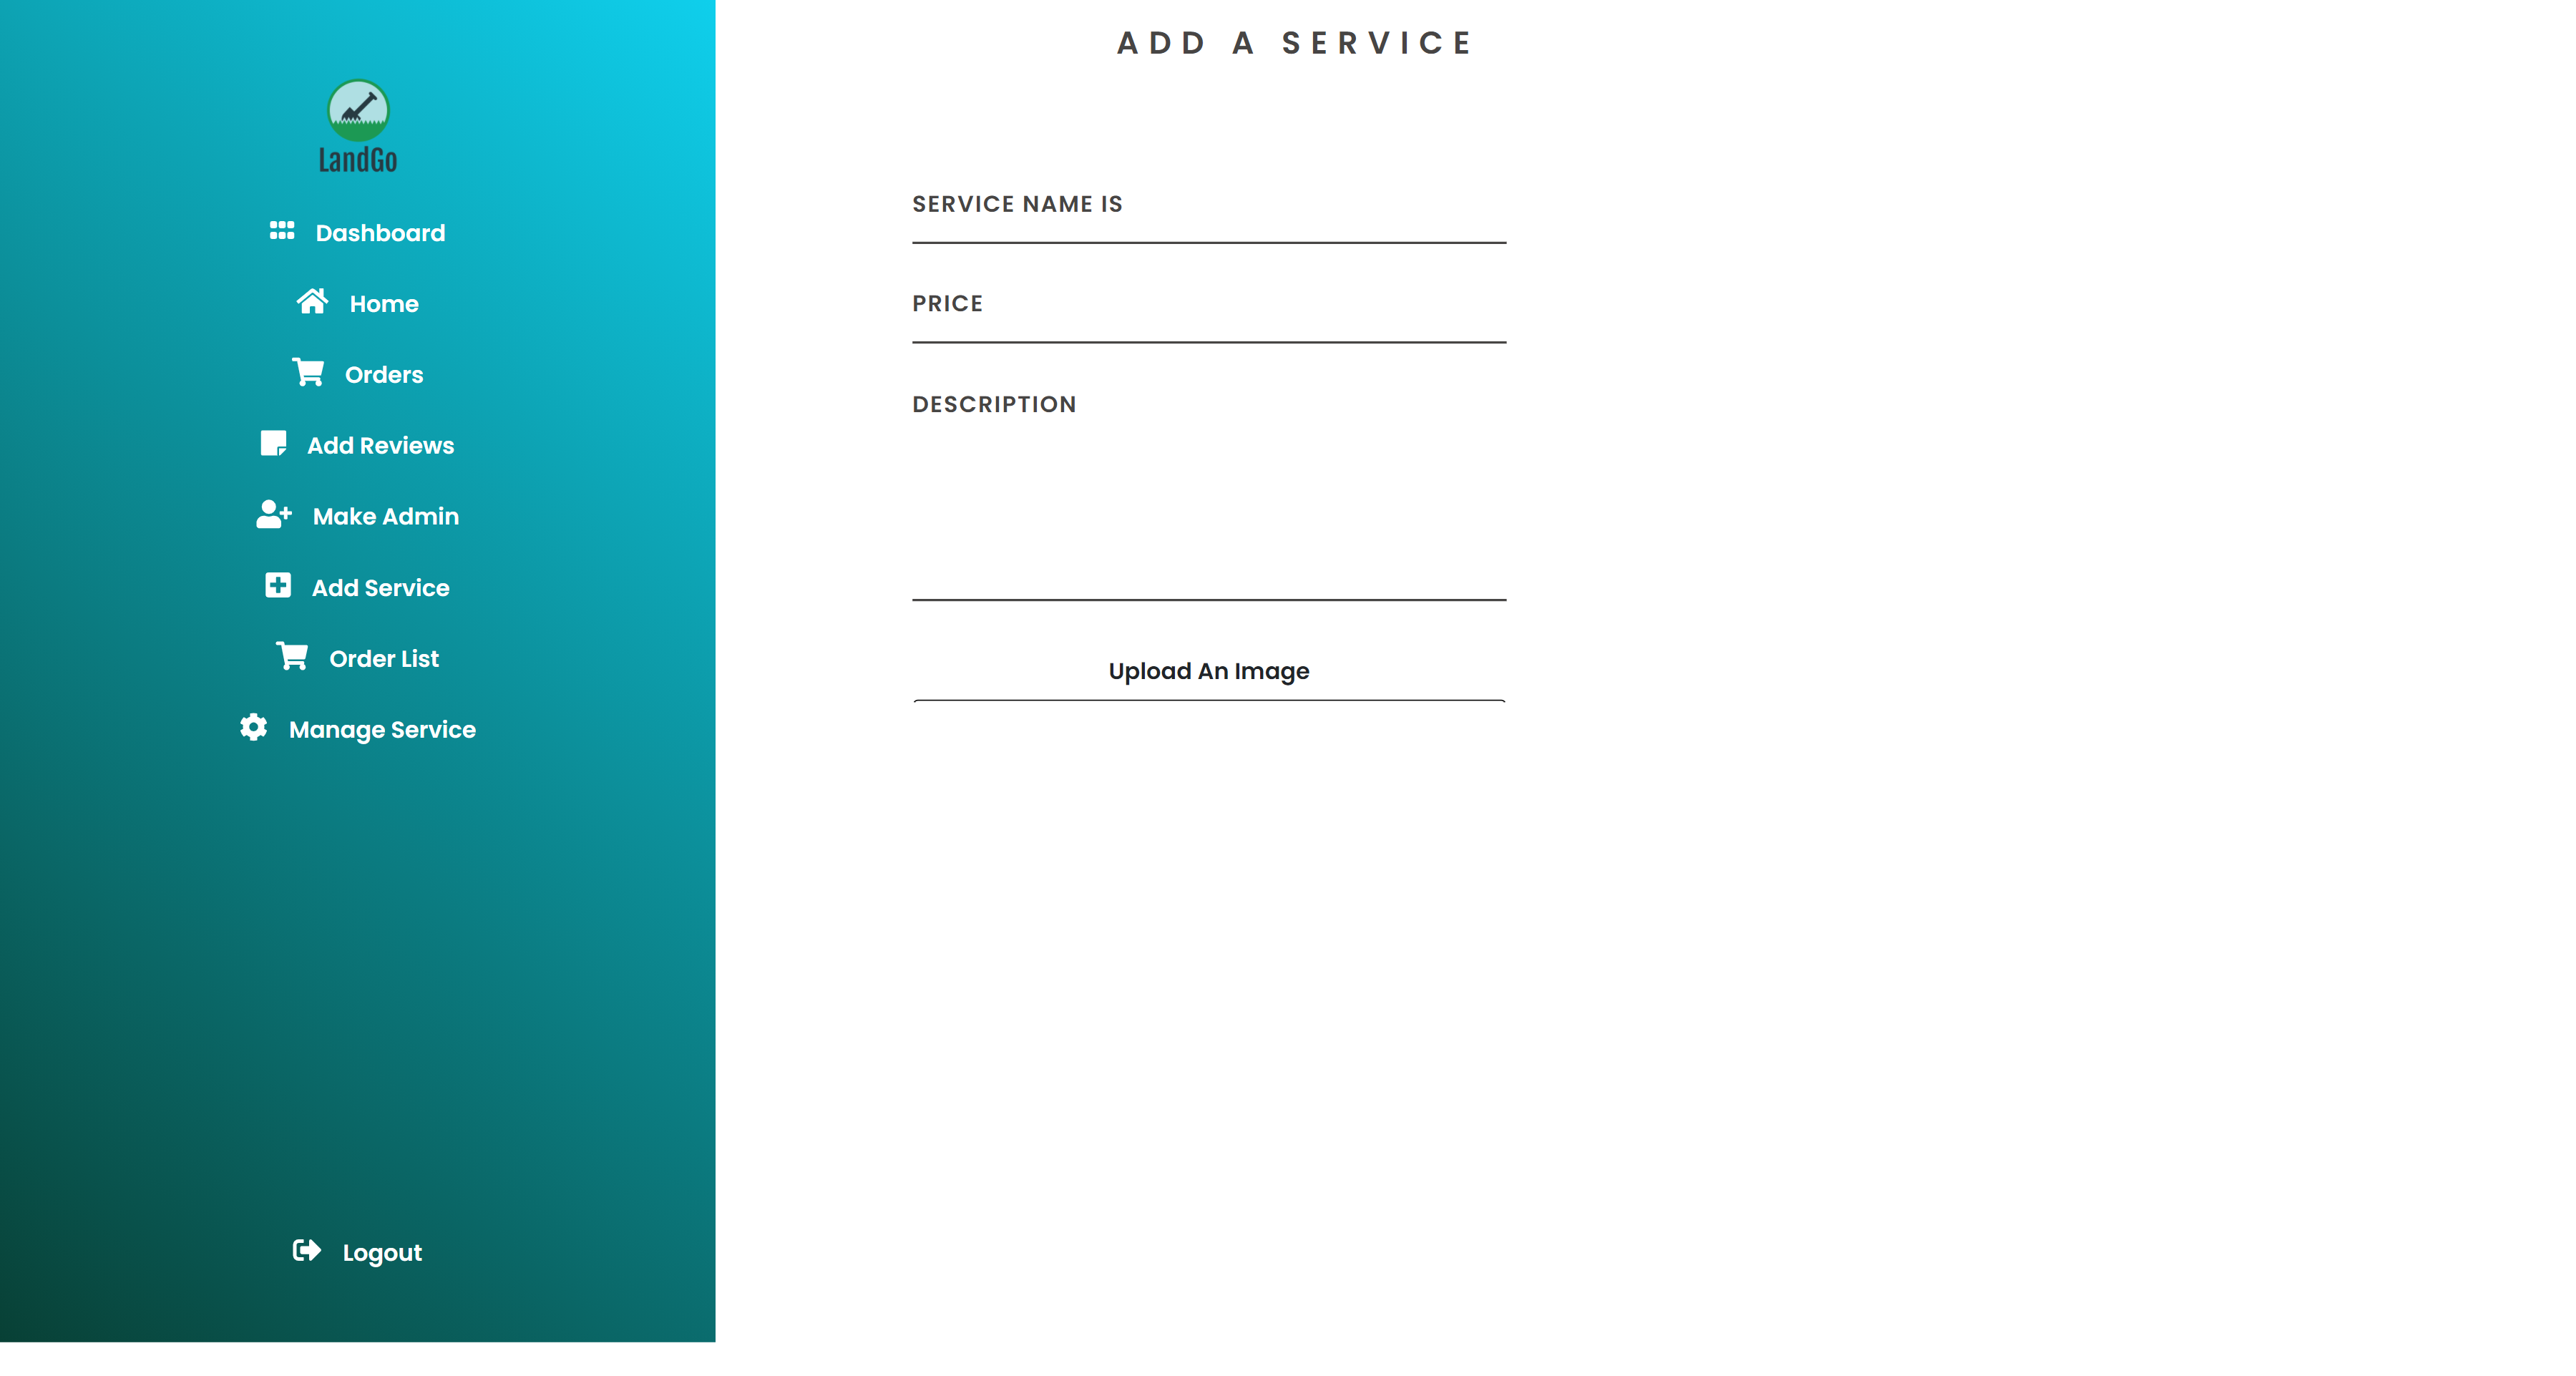 LandGo
Dashboard
Home
Orders
Add Reviews
Make Admin
Add Service
Order List
Manage Service
Logout
ADD A SERVICE
SERVICE NAME IS
PRICE
DESCRIPTION
Upload An Image